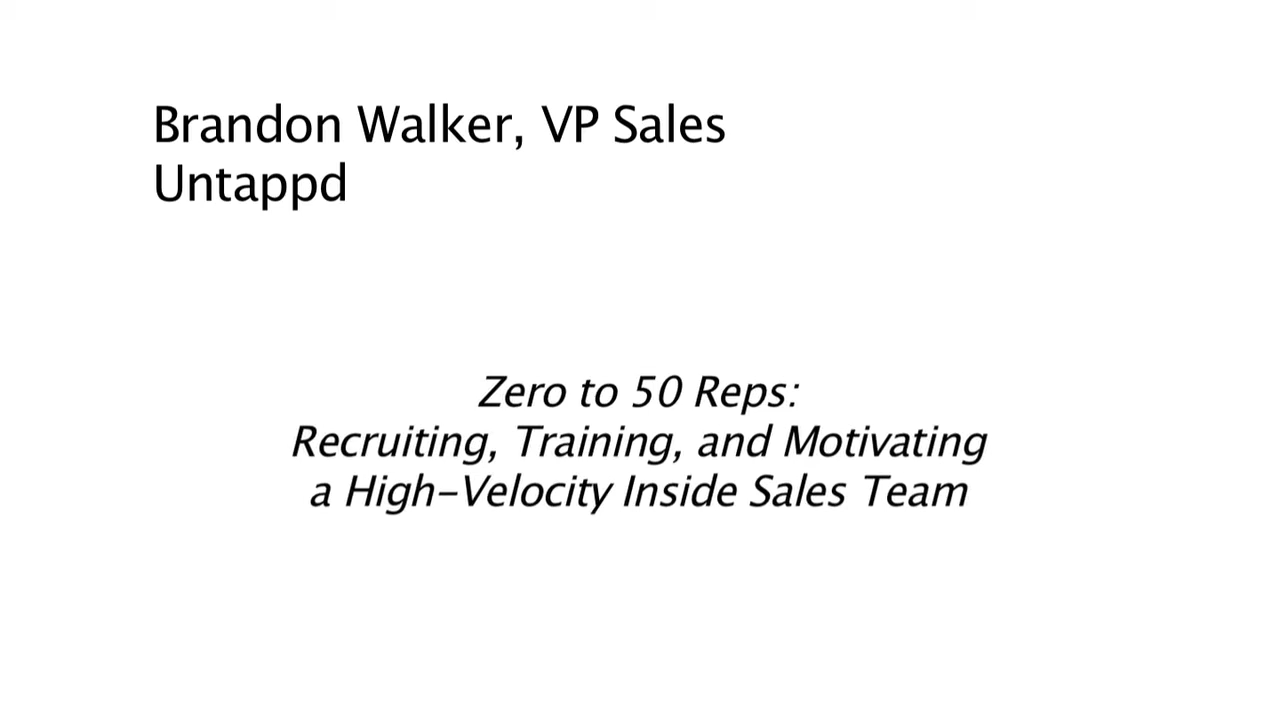 Brandon Walker, VP Sales
Untappd
Zero to 50 Reps:
Recruiting, Training, and Motivating
a High-Velocity Inside Sales Team